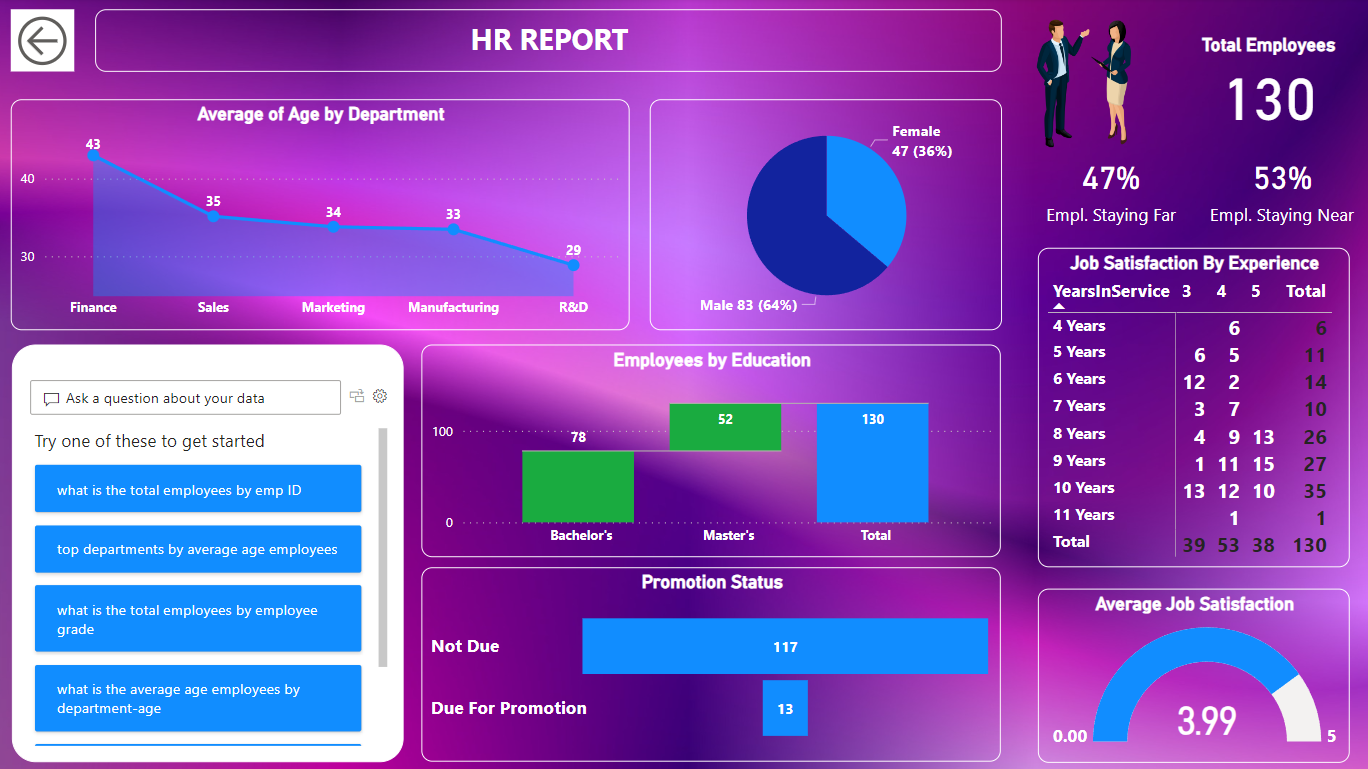 HR REPORT
Total Employees
130
47%
Empl. Staying Far
53%
Empl. Staying Near
Average of Age by Department
40
30
43
35
34
33
29
Finance
Sales
Marketing
Manufacturing
R&D
Female
47 (36%)
Male 83 (64%)
Job Satisfaction By Experience
YearsInService 3 4 5 Total
4 Years 6 6
5 Years 6 5 11
6 Years 12 2 14
7 Years 3 7 10
8 Years 4 9 13 26
9 Years 1 11 15 27
10 Years 13 12 10 35
11 Years 1 1
Total 39 53 38 130
Ask a question about your data
Try one of these to get started
what is the total employees by emp ID
top departments by average age employees
what is the total employees by employee
grade
what is the average age employees by
department-age
Employees by Education
100
0
78
52
130
Bachelor's
Master's
Total
Promotion Status
Not Due
117
Due For Promotion
13
Average Job Satisfaction
0.00
3.99
5